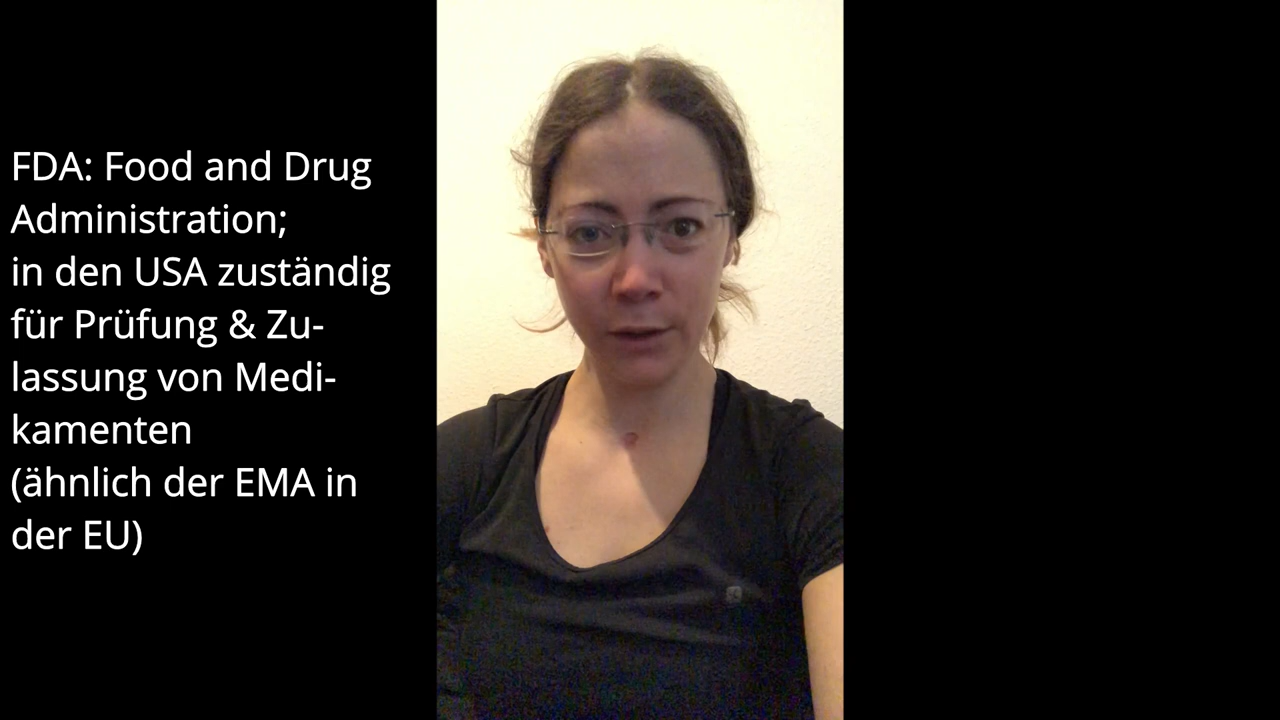 FDA: Food and Drug
Administration;
in den USA zuständig
für Prüfung & Zu-
lassung von Medi-
kamenten
(ähnlich der EMA in
der EU)